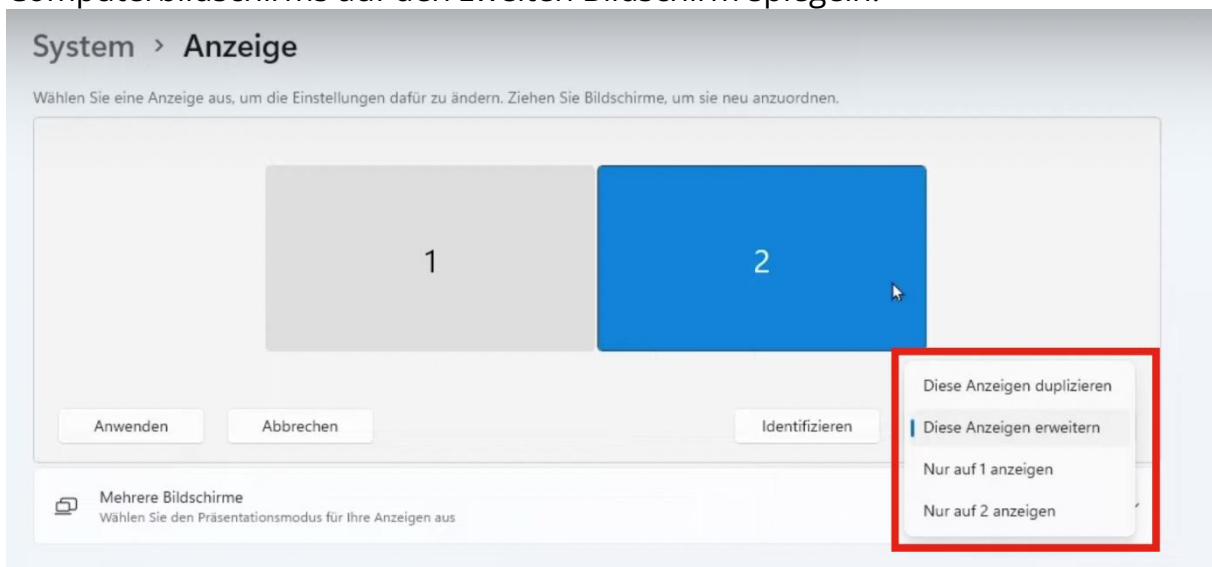 Computerbildschirms auf den zweiten Bildschirm spiegeln.
System > Anzeige
Wählen Sie eine Anzeige aus, um die Einstellungen dafür zu ändern. Ziehen Sie Bildschirme, um sie neu anzuordnen.
1
2
Diese Anzeigen duplizieren
Anwenden
Abbrechen
Identifizieren
Diese Anzeigen erweitern
Nur auf 1 anzeigen
Mehrere Bildschirme
Wählen Sie den Präsentationsmodus für Ihre Anzeigen aus
Nur auf 2 anzeigen